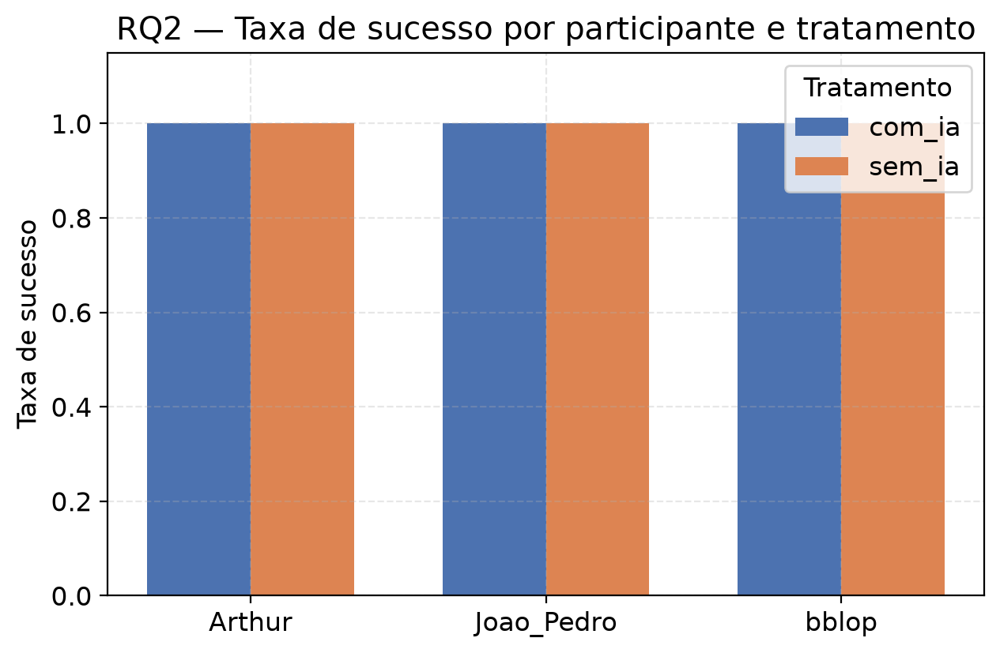 RQ2 — Taxa de sucesso por participante e tratamento
Tratamento
com_ia
sem_ia
Taxa de sucesso
1.0
0.8
0.6
0.4
0.2
0.0
Arthur
Joao_Pedro
bblop